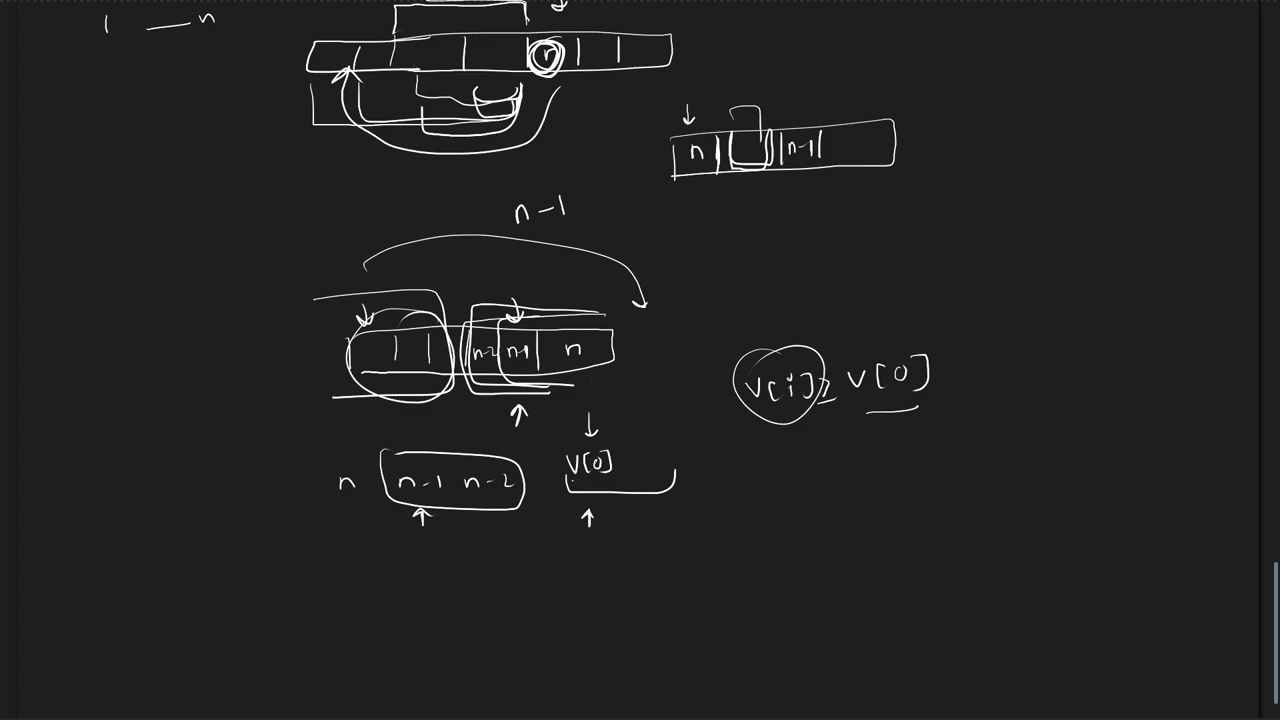 1 — n
n
n n-1
n-1
n-2 n-1 n
v[i] ≥ v[0]
v[0]
n n-1 n-2